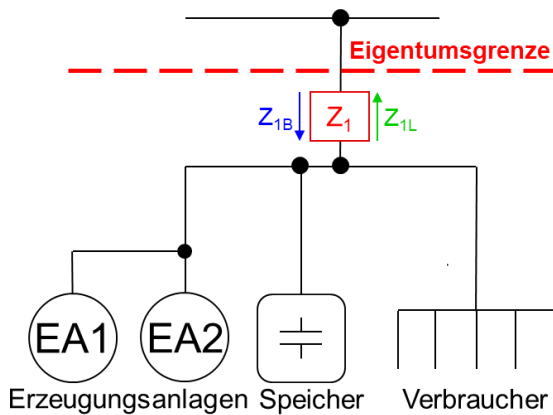 Eigentumsgrenze
Z1B Z1 Z1L
EA1 EA2
Erzeugungsanlagen Speicher Verbraucher